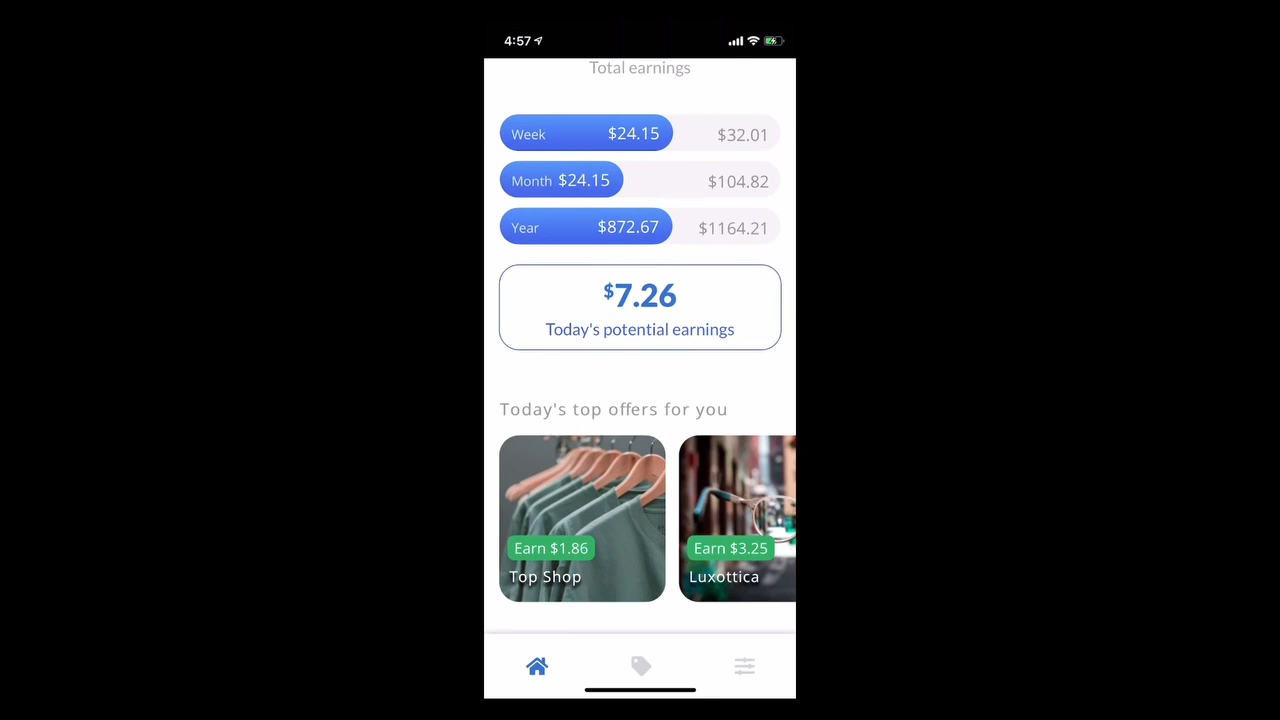 4:57
Total earnings
Week $24.15 $32.01
Month $24.15 $104.82
Year $872.67 $1164.21
$7.26
Today's potential earnings
Today's top offers for you
Earn $1.86 Earn $3.25
Top Shop Luxottica